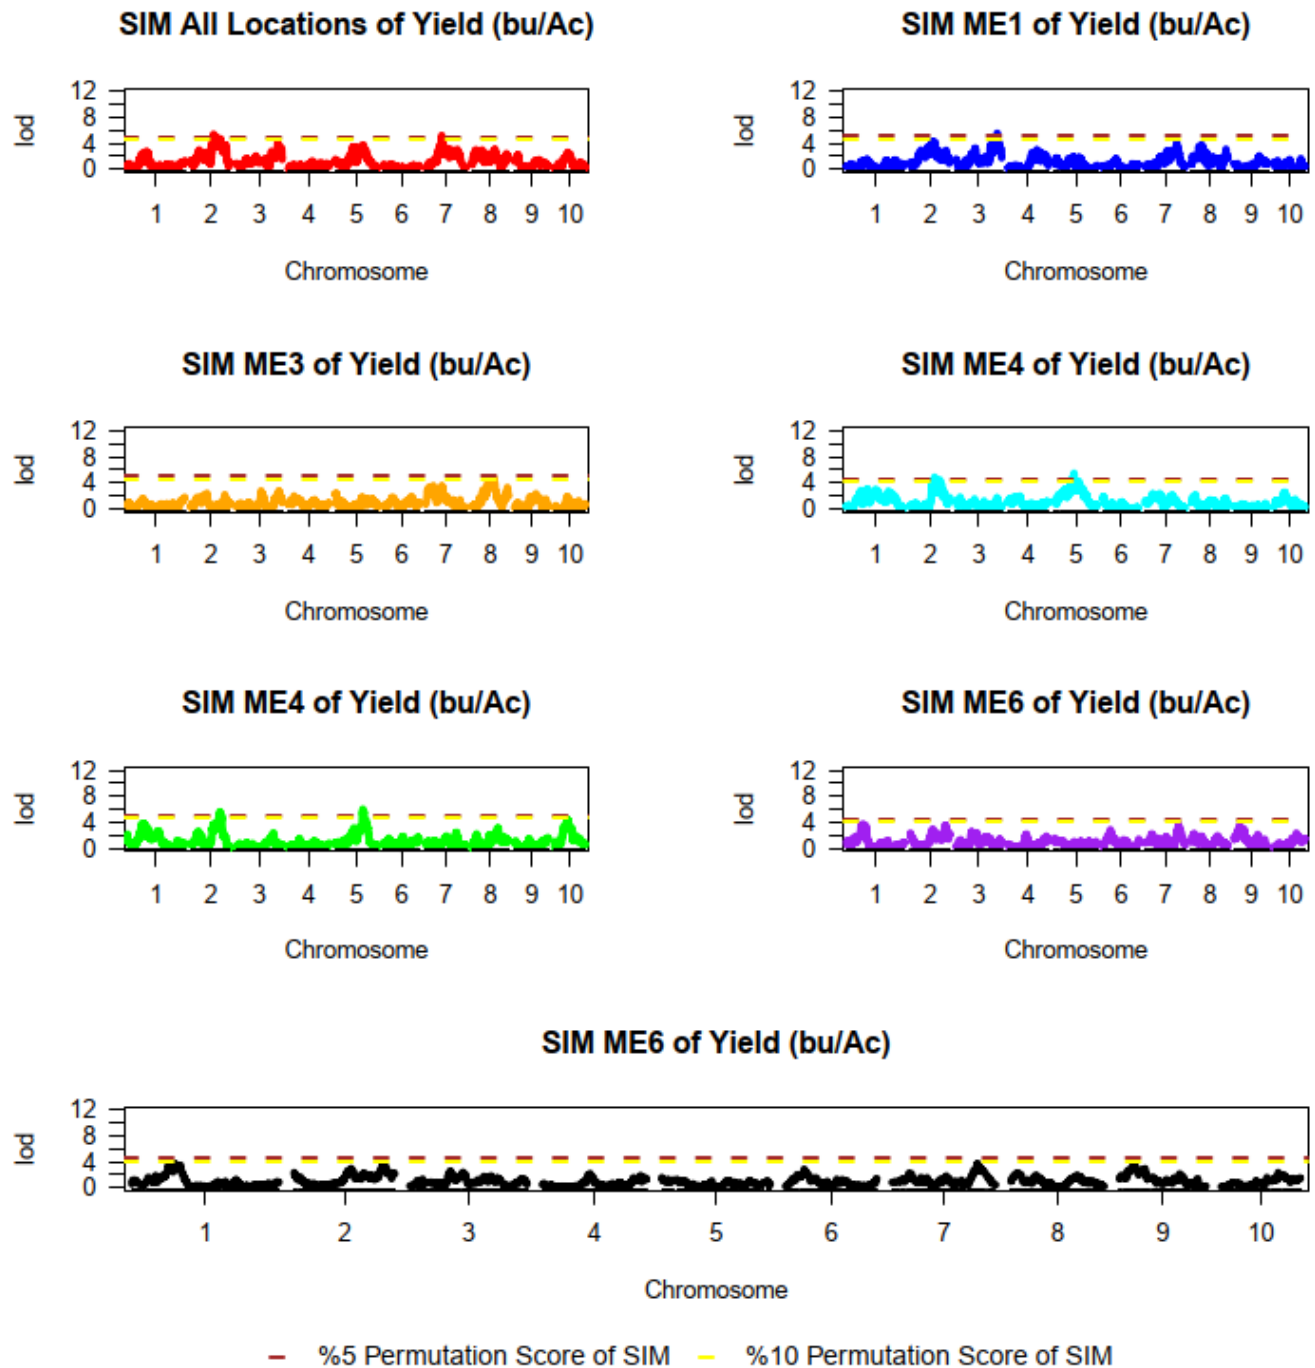 SIM All Locations of Yield (bu/Ac)
lod
12
8
4
0
1 2 3 4 5 6 7 8 9 10
Chromosome
SIM ME1 of Yield (bu/Ac)
lod
12
8
4
0
1 2 3 4 5 6 7 8 9 10
Chromosome
SIM ME3 of Yield (bu/Ac)
lod
12
8
4
0
1 2 3 4 5 6 7 8 9 10
Chromosome
SIM ME4 of Yield (bu/Ac)
lod
12
8
4
0
1 2 3 4 5 6 7 8 9 10
Chromosome
SIM ME4 of Yield (bu/Ac)
lod
12
8
4
0
1 2 3 4 5 6 7 8 9 10
Chromosome
SIM ME6 of Yield (bu/Ac)
lod
12
8
4
0
1 2 3 4 5 6 7 8 9 10
Chromosome
SIM ME6 of Yield (bu/Ac)
lod
12
8
4
0
1 2 3 4 5 6 7 8 9 10
Chromosome
%5 Permutation Score of SIM %10 Permutation Score of SIM